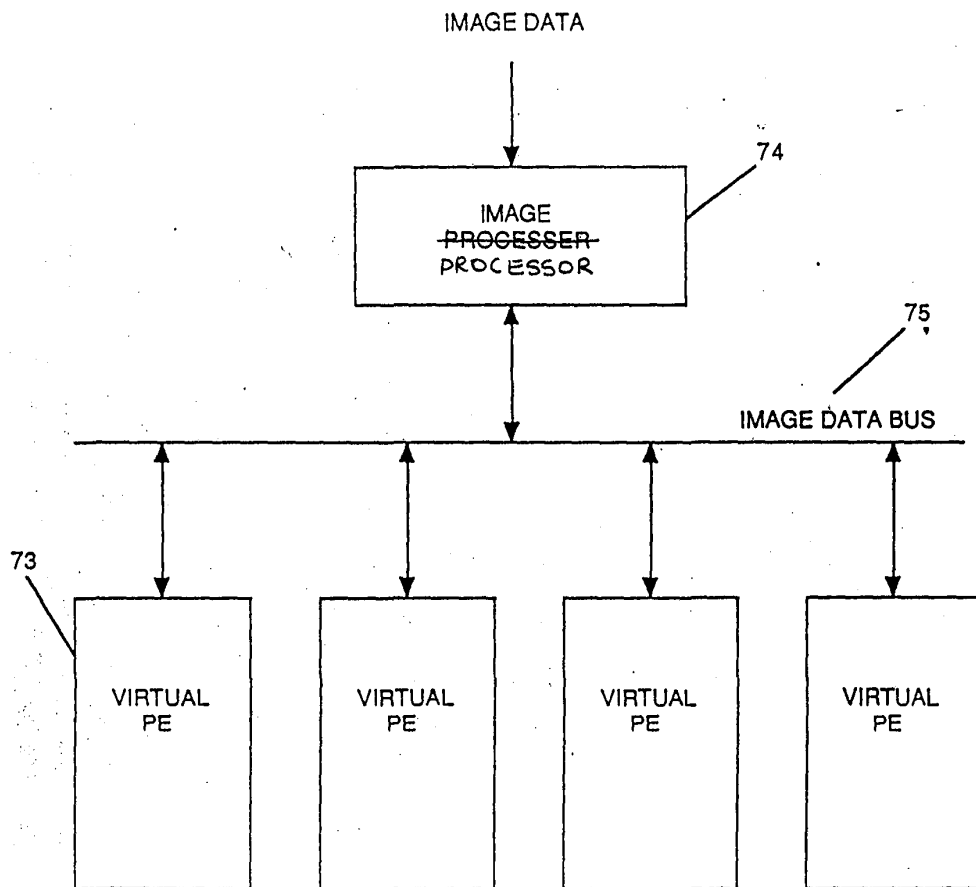 IMAGE DATA
74
IMAGE
PROCESSER
PROCESSOR
75
IMAGE DATA BUS
73
VIRTUAL
PE
VIRTUAL
PE
VIRTUAL
PE
VIRTUAL
PE